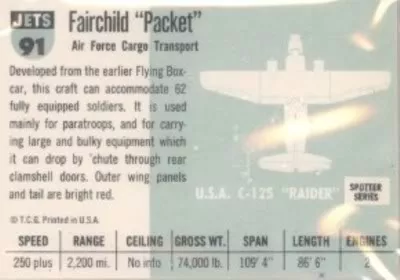 JETS
91
Fairchild "Packet"
Air Force Cargo Transport
Developed from the earlier Flying Box-
car, this craft can accommodate 62
fully equipped soldiers. It is used
mainly for paratroops, and for carry-
ing large and bulky equipment which
it can drop by 'chute through rear
clamshell doors. Outer wing panels
and tail are bright red.
U.S.A. C-125 "RAIDER"
SPOTTER
SERIES
© T.C.G. Printed in U.S.A.
SPEED RANGE CEILING GROSS WT. SPAN LENGTH ENGINES
250 plus 2,200 mi. No info 74,000 lb. 109' 4" 86' 6" 2